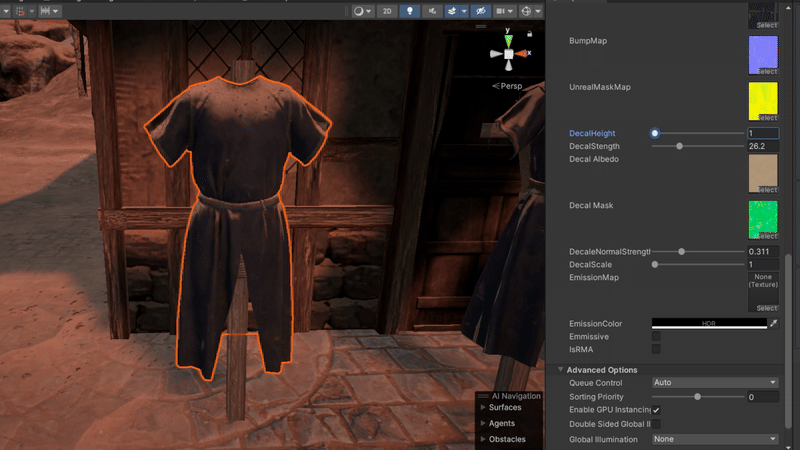 2D
y
x
Persp
AI Navigation
Surfaces
Agents
Obstacles
Select
BumpMap
Select
UnrealMaskMap
Select
DecalHeight 1
DecalStength 26.2
Decal Albedo
Select
Decal Mask
Select
DecaleNormalStrengtl 0.311
DecalScale 1
EmissionMap None
(Texture)
Select
EmissionColor HDR
Emmissive
IsRMA
Advanced Options
Queue Control Auto
Sorting Priority 0
Enable GPU Instancing
Double Sided Global Il
Global Illumination None